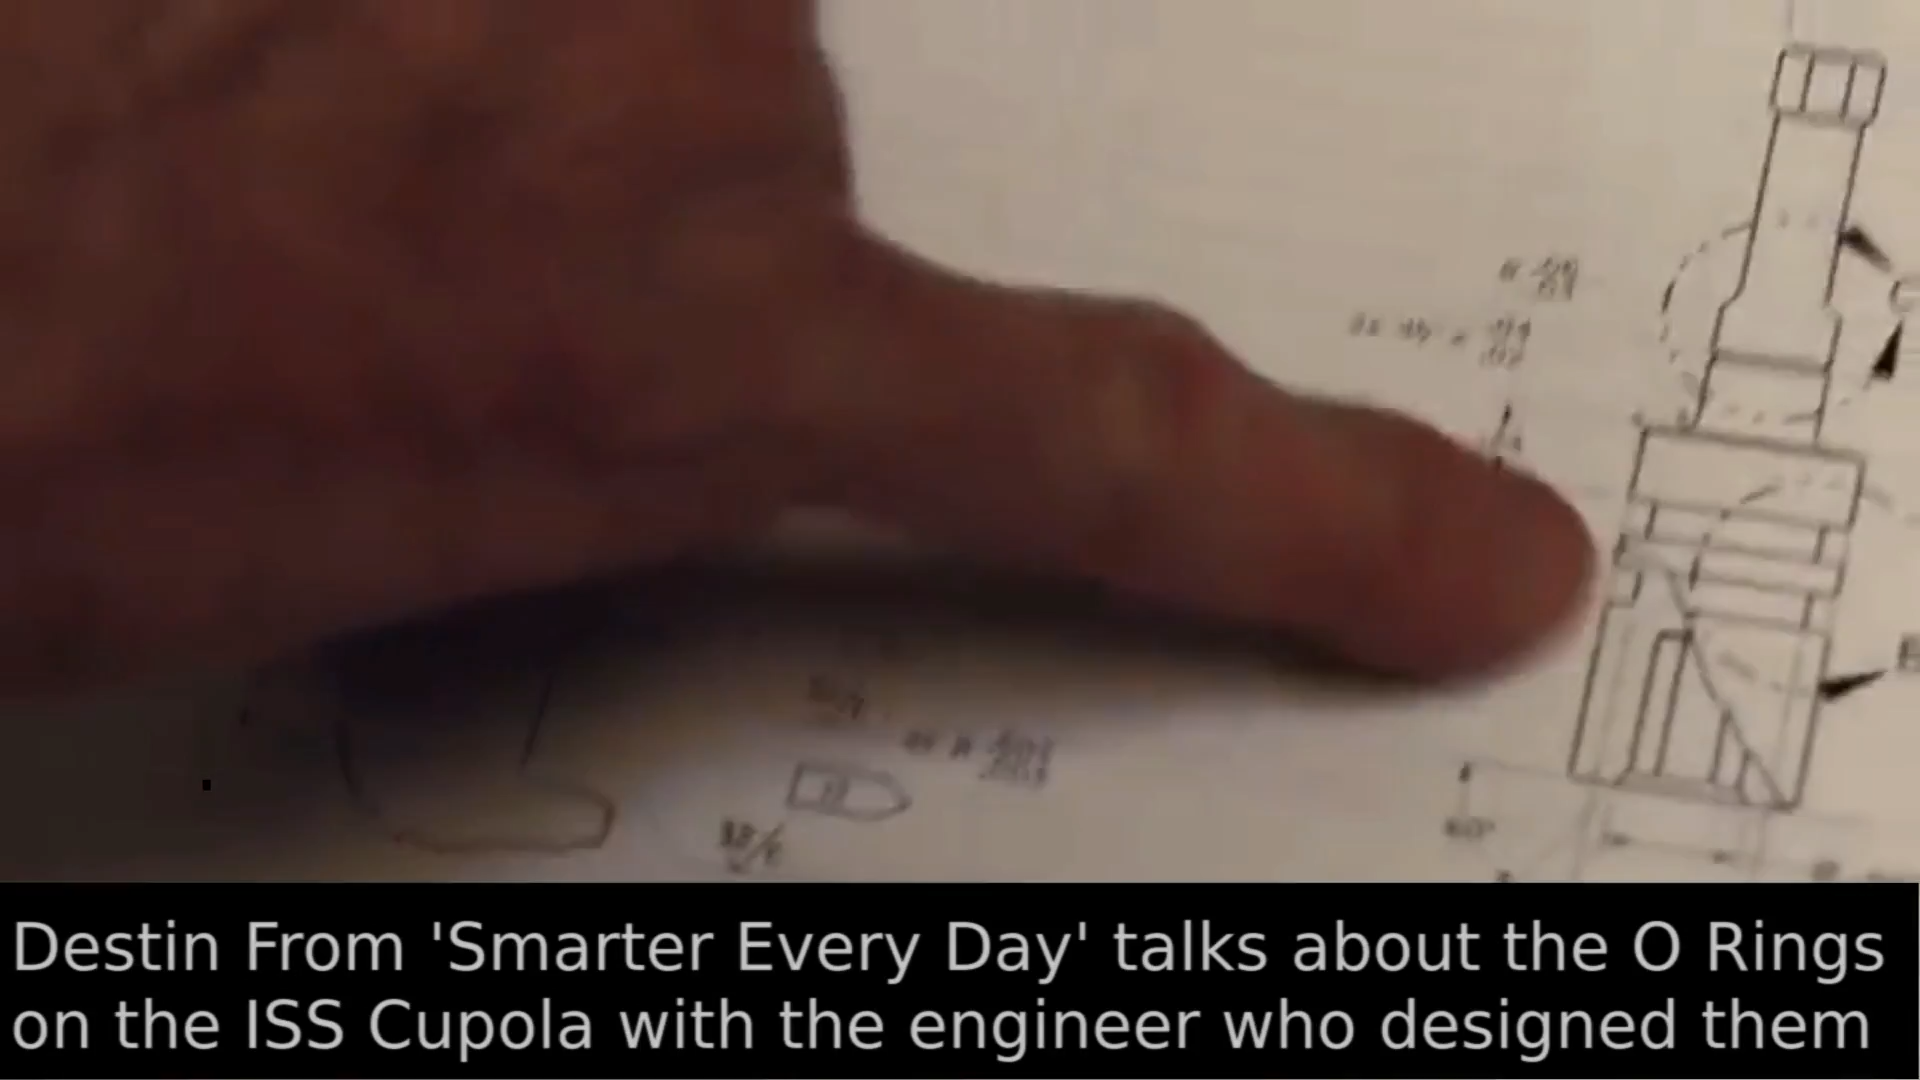 60°
Destin From 'Smarter Every Day' talks about the O Rings
on the ISS Cupola with the engineer who designed them